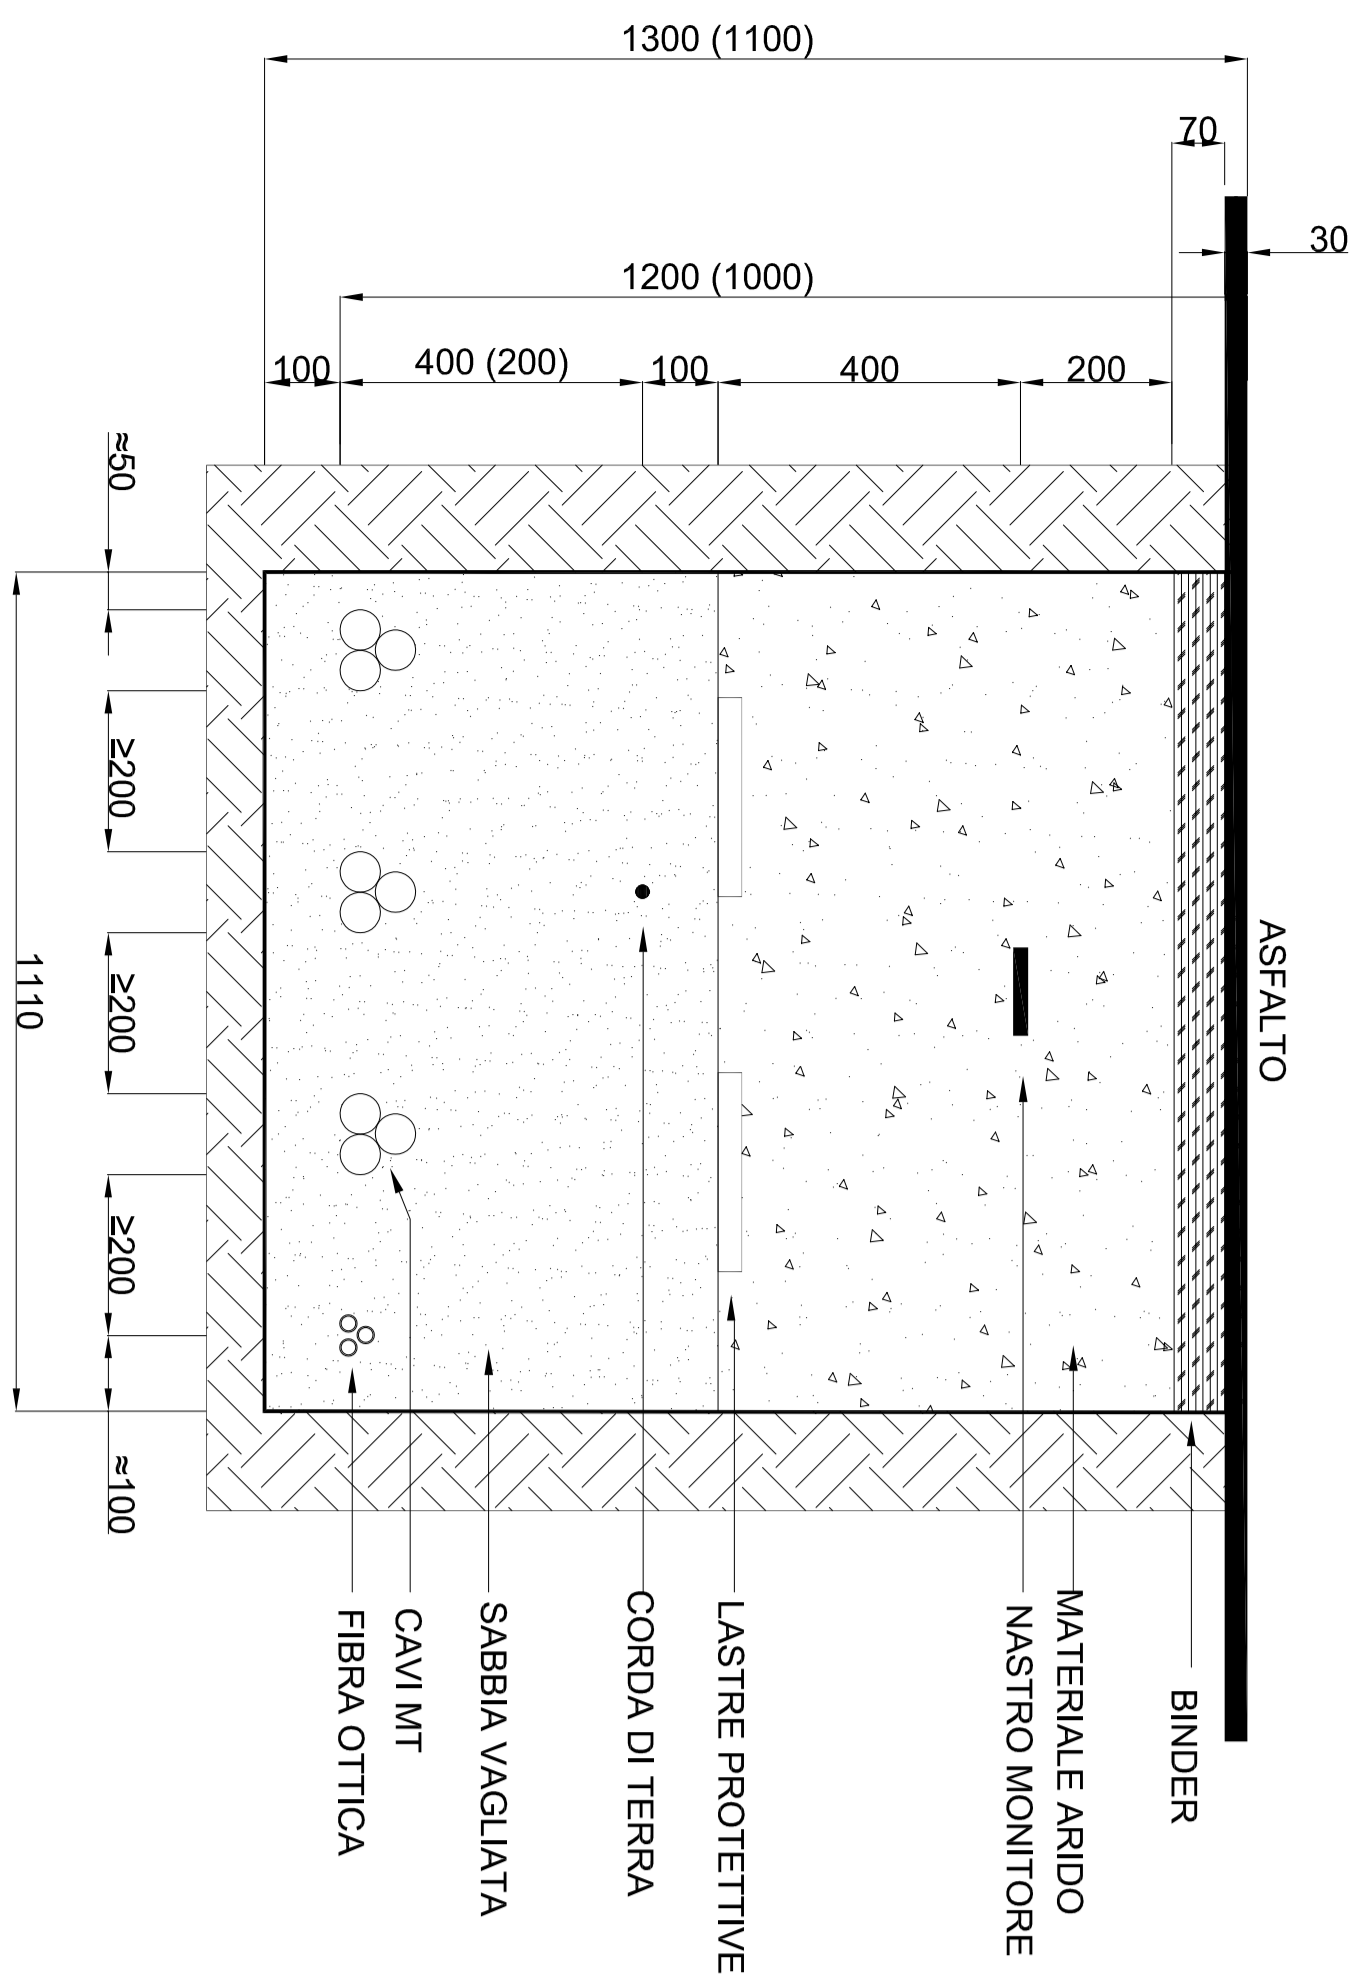 1300 (1100)
70
30
1200 (1000)
100
400 (200)
100
400
200
≈50
≥200
≥200
≥200
≈100
1110
ASFALTO
BINDER
MATERIALE ARIDO
NASTRO MONITORE
LASTRE PROTETTIVE
CORDA DI TERRA
SABBIA VAGLIATA
CAVI MT
FIBRA OTTICA